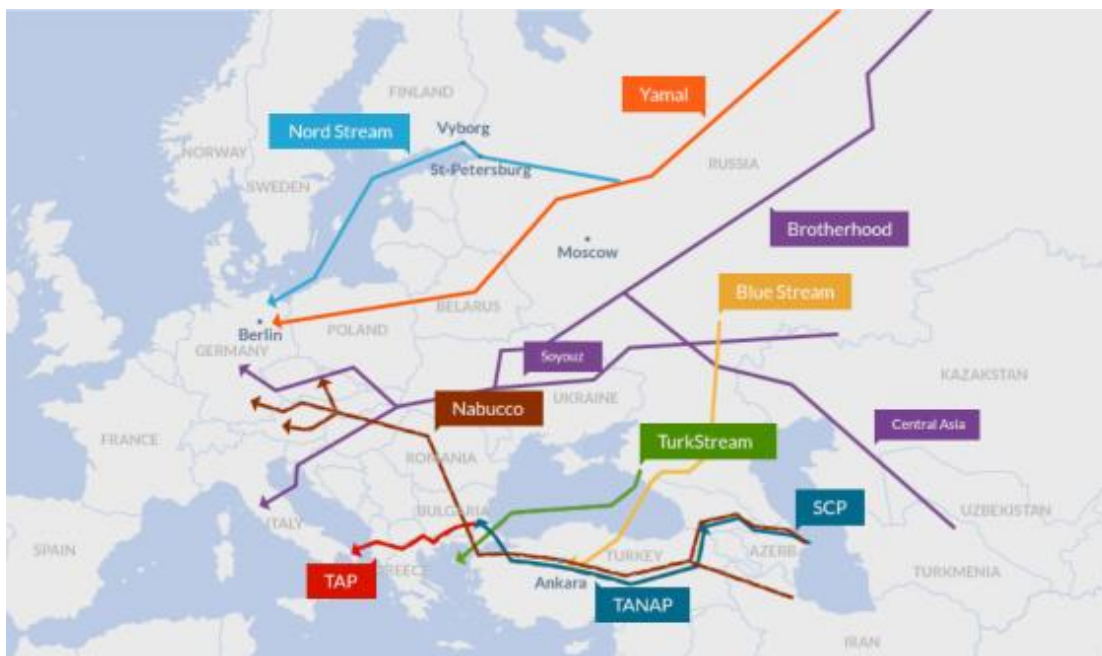 FINLAND
Yamal
Nord Stream
Vyborg
NORWAY
St-Petersburg
RUSSIA
SWEDEN
Brotherhood
Moscow
Blue Stream
BELARUS
Berlin
POLAND
GERMANY
Soyouz
KAZAKSTAN
UKRAINE
Nabucco
Central Asia
FRANCE
TurkStream
ROMANIA
SCP
BULGARIA
UZBEKISTAN
ITALY
SPAIN
TURKEY
AZERB
TAP
GREECE
Ankara
TURKMENIA
TANAP
IRAN